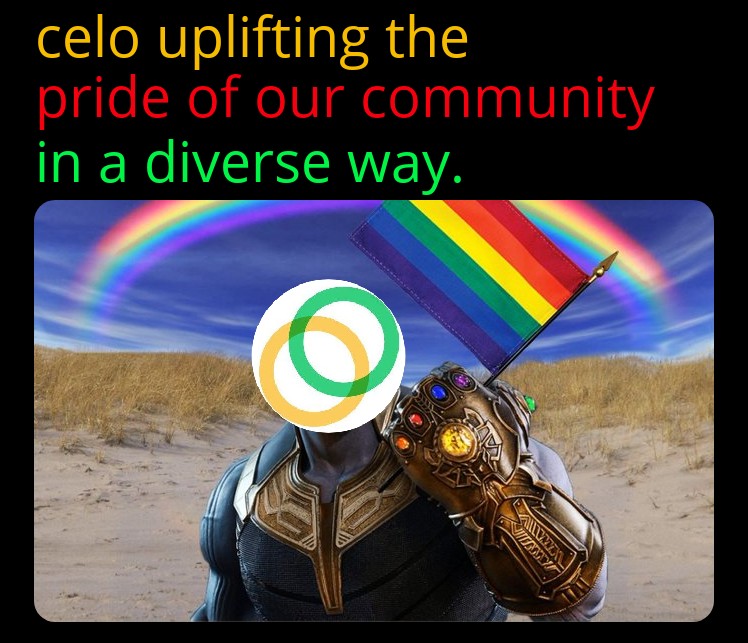 celo uplifting the
pride of our community
in a diverse way.